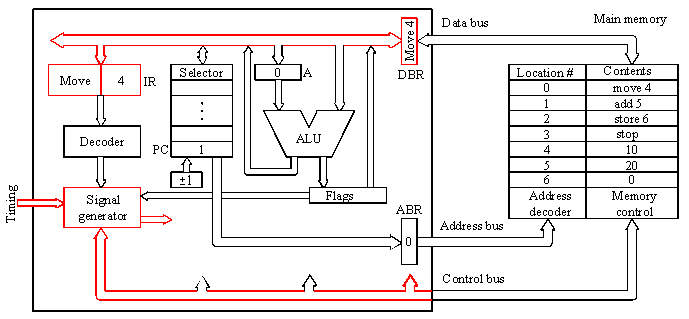 Data bus
Main memory
Move 4
DBR
Move 4 IR
Selector
0 A
Location # Contents
0 move 4
1 add 5
2 store 6
3 stop
4 10
5 20
6 0
Address decoder
Memory control
Decoder
ALU
PC 1
±1
Flags
Timing
Signal generator
ABR
0
Address bus
Control bus